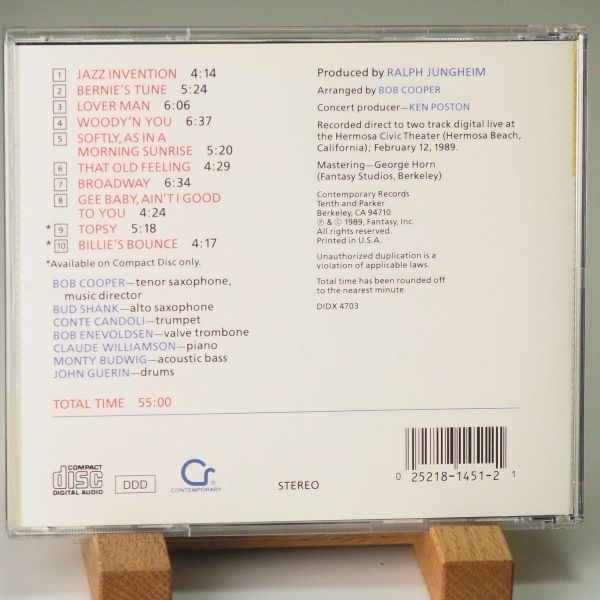 1 JAZZ INVENTION 4:14
2 BERNIE'S TUNE 5:24
3 LOVER MAN 6:06
4 WOODY'N YOU 6:37
5 SOFTLY, AS IN A
MORNING SUNRISE 5:20
6 THAT OLD FEELING 4:29
7 BROADWAY 6:34
8 GEE BABY, AIN'T I GOOD
TO YOU 4:24
* 9 TOPSY 5:18
* 10 BILLIE'S BOUNCE 4:17
*Available on Compact Disc only.
BOB COOPER—tenor saxophone,
music director
BUD SHANK—alto saxophone
CONTE CANDOLI—trumpet
BOB ENEVOLDSEN—valve trombone
CLAUDE WILLIAMSON—piano
MONTY BUDWIG—acoustic bass
JOHN GUERIN—drums
TOTAL TIME 55:00
Produced by RALPH JUNGHEIM
Arranged by BOB COOPER
Concert producer—KEN POSTON
Recorded direct to two track digital live at
the Hermosa Civic Theater (Hermosa Beach,
California); February 12, 1989.
Mastering—George Horn
(Fantasy Studios, Berkeley)
Contemporary Records
Tenth and Parker
Berkeley, CA 94710
℗ & © 1989, Fantasy, Inc.
All rights reserved.
Printed in U.S.A.
Unauthorized duplication is a
violation of applicable laws.
Total time has been rounded off
to the nearest minute.
DIDX 4703
COMPACT
disc
DIGITAL AUDIO
DDD
Cr
CONTEMPORARY
STEREO
0 25218-1451-2 1